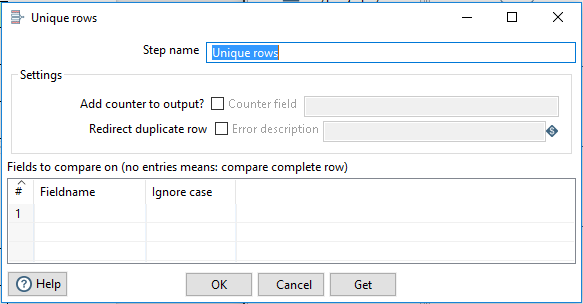 Unique rows
Step name Unique rows
Settings
Add counter to output? Counter field
Redirect duplicate row Error description
Fields to compare on (no entries means: compare complete row)
# Fieldname Ignore case
1
Help OK Cancel Get